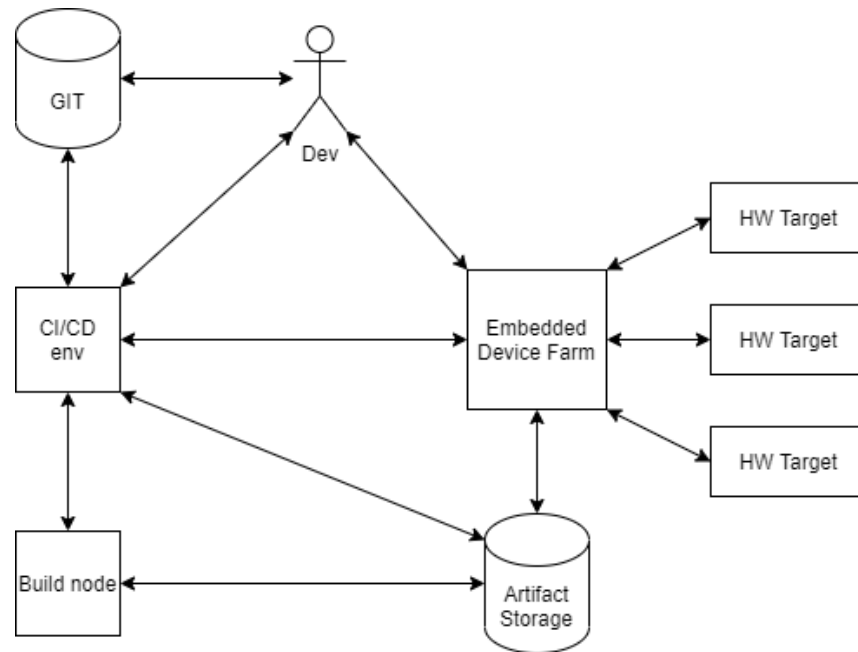 GIT
Dev
HW Target
CI/CD
env
Embedded
Device Farm
HW Target
HW Target
Build node
Artifact
Storage